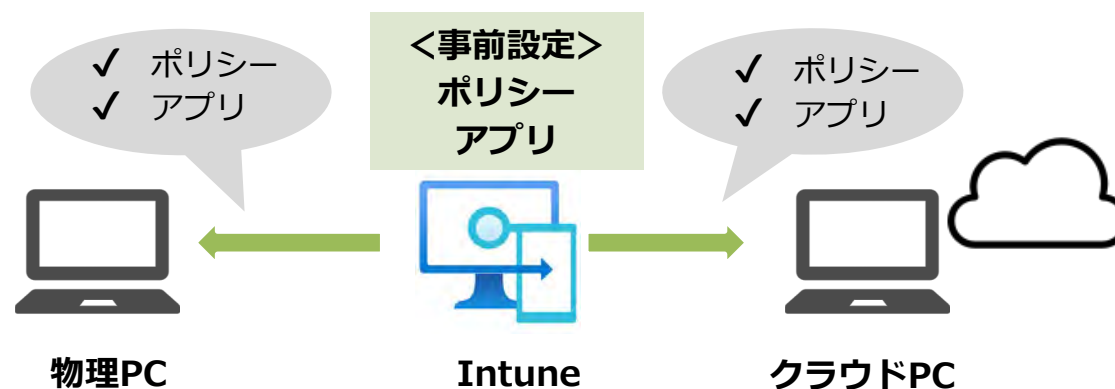 ✓ ポリシー
✓ アプリ
＜事前設定＞
ポリシー
アプリ
✓ ポリシー
✓ アプリ
物理PC
Intune
クラウドPC